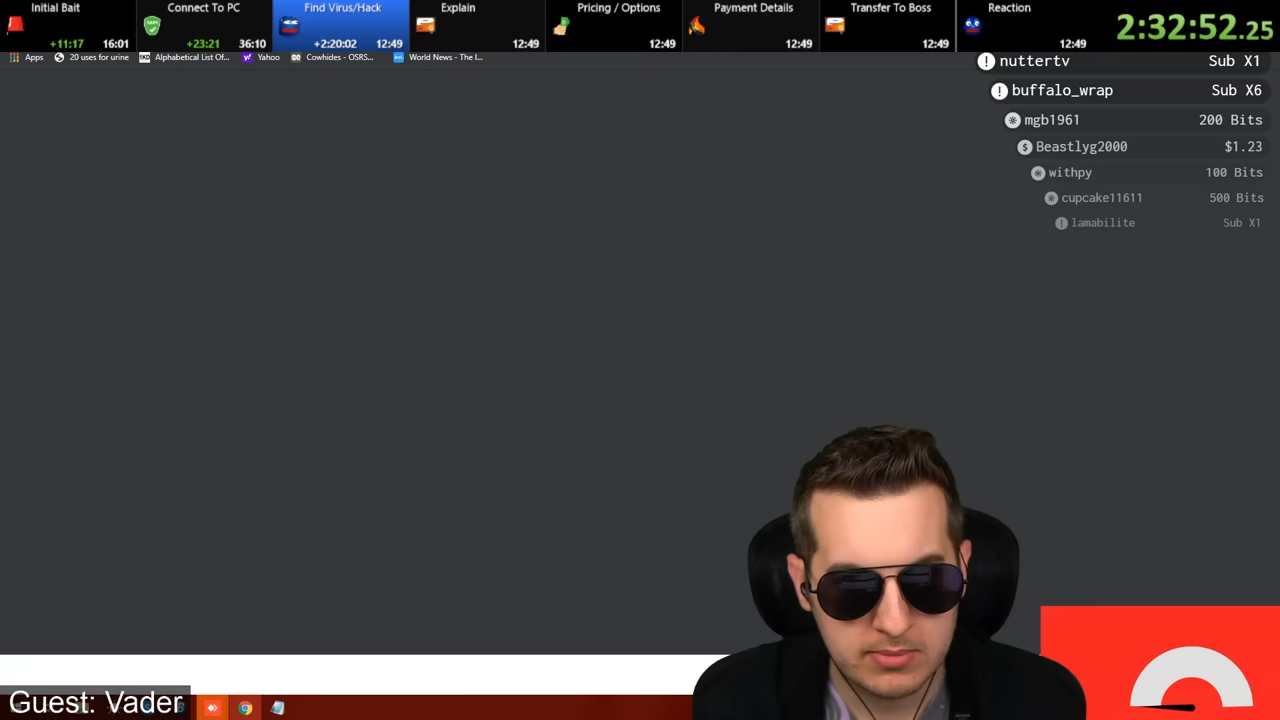 Initial Bait
+11:17 16:01
Connect To PC
+23:21 36:10
Find Virus/Hack
+2:20:02 12:49
Explain
12:49
Pricing / Options
12:49
Payment Details
12:49
Transfer To Boss
12:49
Reaction
12:49
2:32:52.25
Apps
20 uses for urine
Alphabetical List Of...
Yahoo
Cowhides - OSRS...
World News - The I...
nuttertv Sub X1
buffalo_wrap Sub X6
mgb1961 200 Bits
Beastlyg2000 $1.23
withpy 100 Bits
cupcake11611 500 Bits
lamabilite Sub X1
Guest: Vader